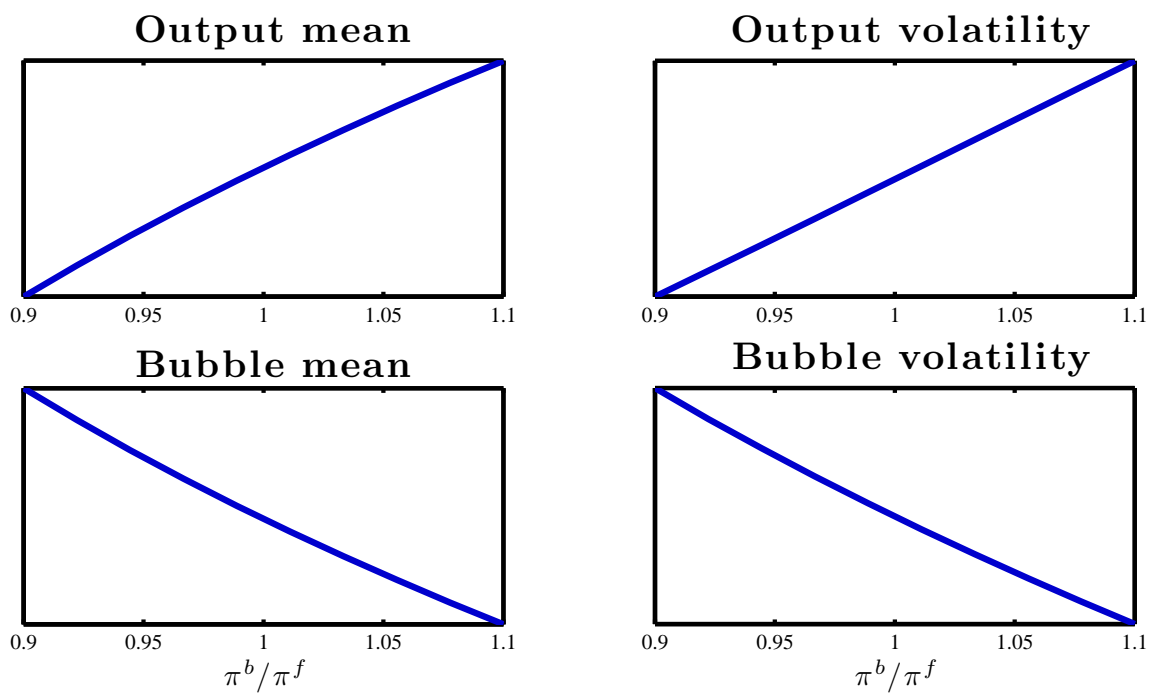 Output mean
Output volatility
0.9 0.95 1 1.05 1.1
0.9 0.95 1 1.05 1.1
Bubble mean
Bubble volatility
0.9 0.95 1 1.05 1.1
0.9 0.95 1 1.05 1.1
π^b/π^f
π^b/π^f